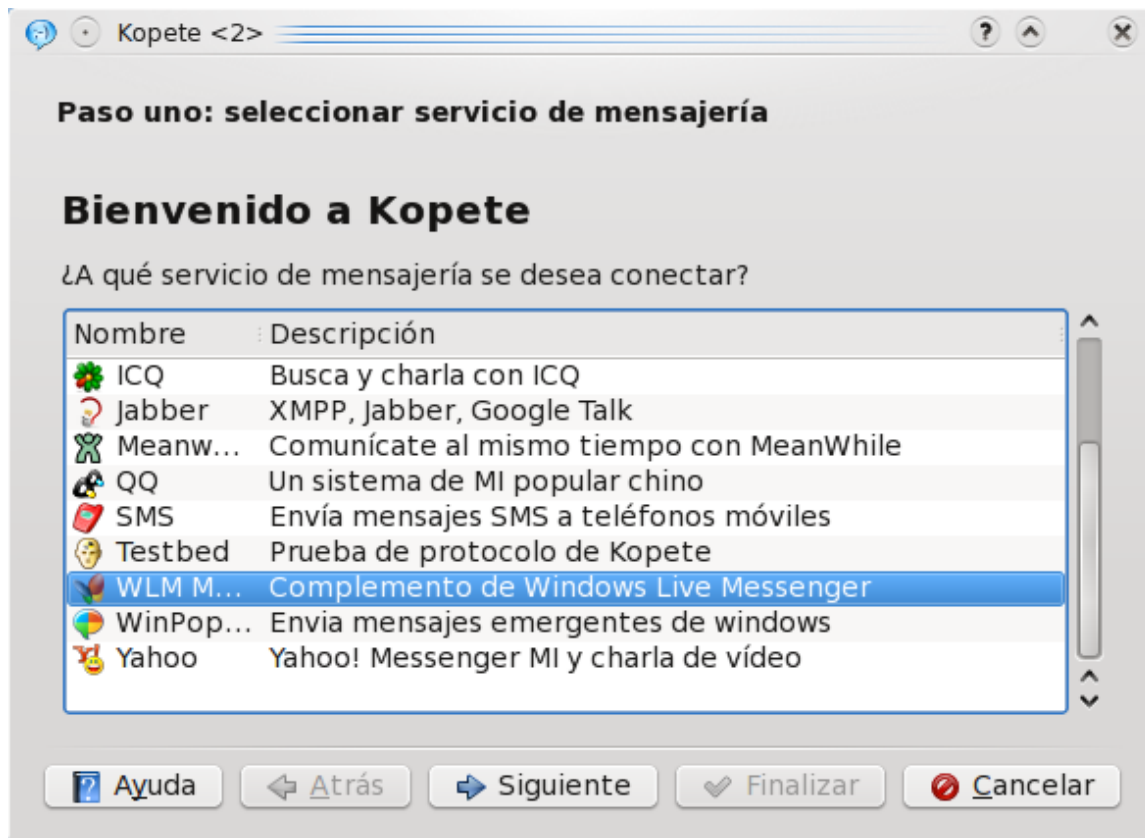 Kopete <2>
Paso uno: seleccionar servicio de mensajería
Bienvenido a Kopete
¿A qué servicio de mensajería se desea conectar?
Nombre Descripción
ICQ Busca y charla con ICQ
Jabber XMPP, Jabber, Google Talk
Meanw... Comunícate al mismo tiempo con MeanWhile
QQ Un sistema de MI popular chino
SMS Envía mensajes SMS a teléfonos móviles
Testbed Prueba de protocolo de Kopete
WLM M... Complemento de Windows Live Messenger
WinPop... Envia mensajes emergentes de windows
Yahoo Yahoo! Messenger MI y charla de vídeo
Ayuda Atrás Siguiente Finalizar Cancelar